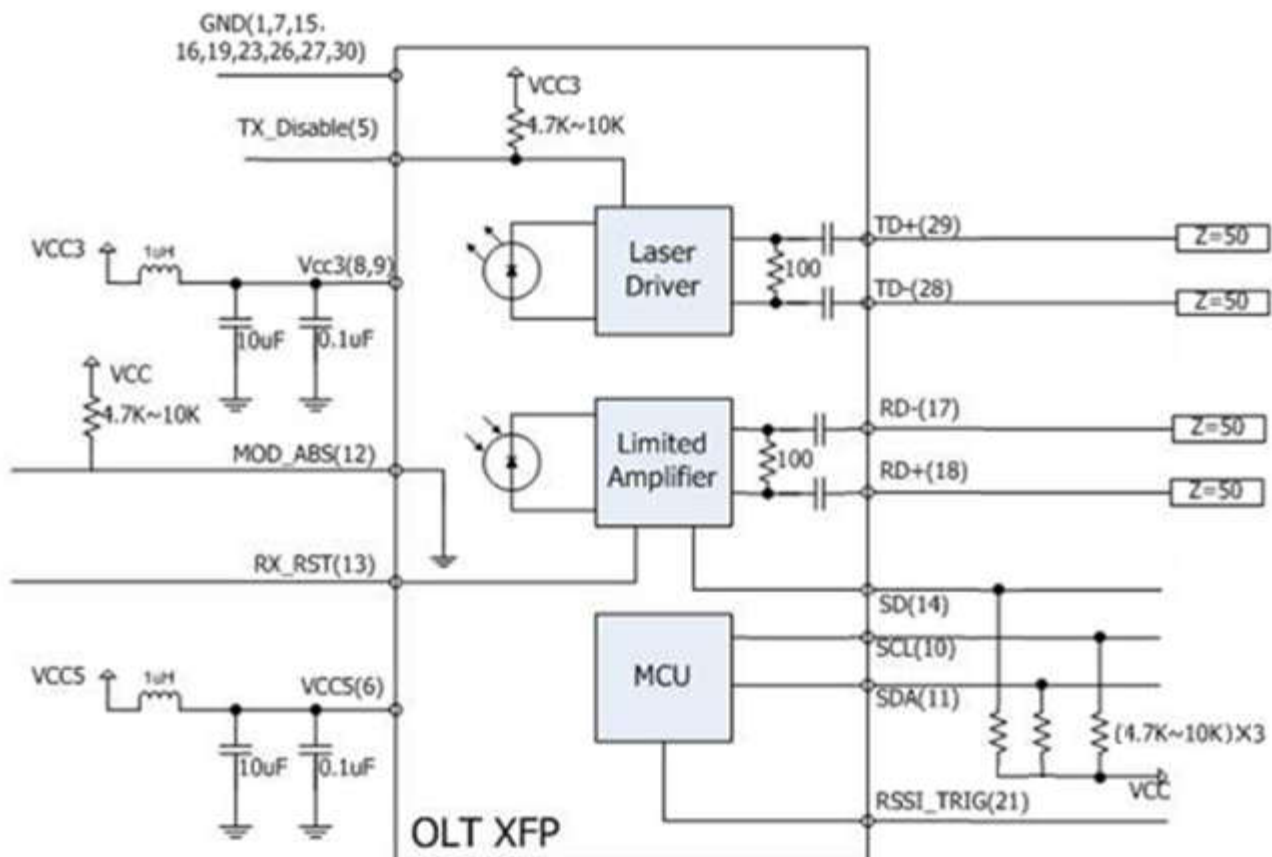 GND(1,7,15.
16,19,23,26,27,30)
VCC3
4.7K~10K
TX_Disable(5)
VCC3
1uH
Vcc3(8,9)
10uF
0.1uF
Laser
Driver
100
TD+(29)
Z=50
TD-(28)
Z=50
VCC
4.7K~10K
MOD_ABS(12)
Limited
Amplifier
100
RD-(17)
Z=50
RD+(18)
Z=50
RX_RST(13)
SD(14)
SCL(10)
MCU
SDA(11)
(4.7K~10K)X3
VCC
VCC5
1uH
VCC5(6)
10uF
0.1uF
RSSI_TRIG(21)
OLT XFP